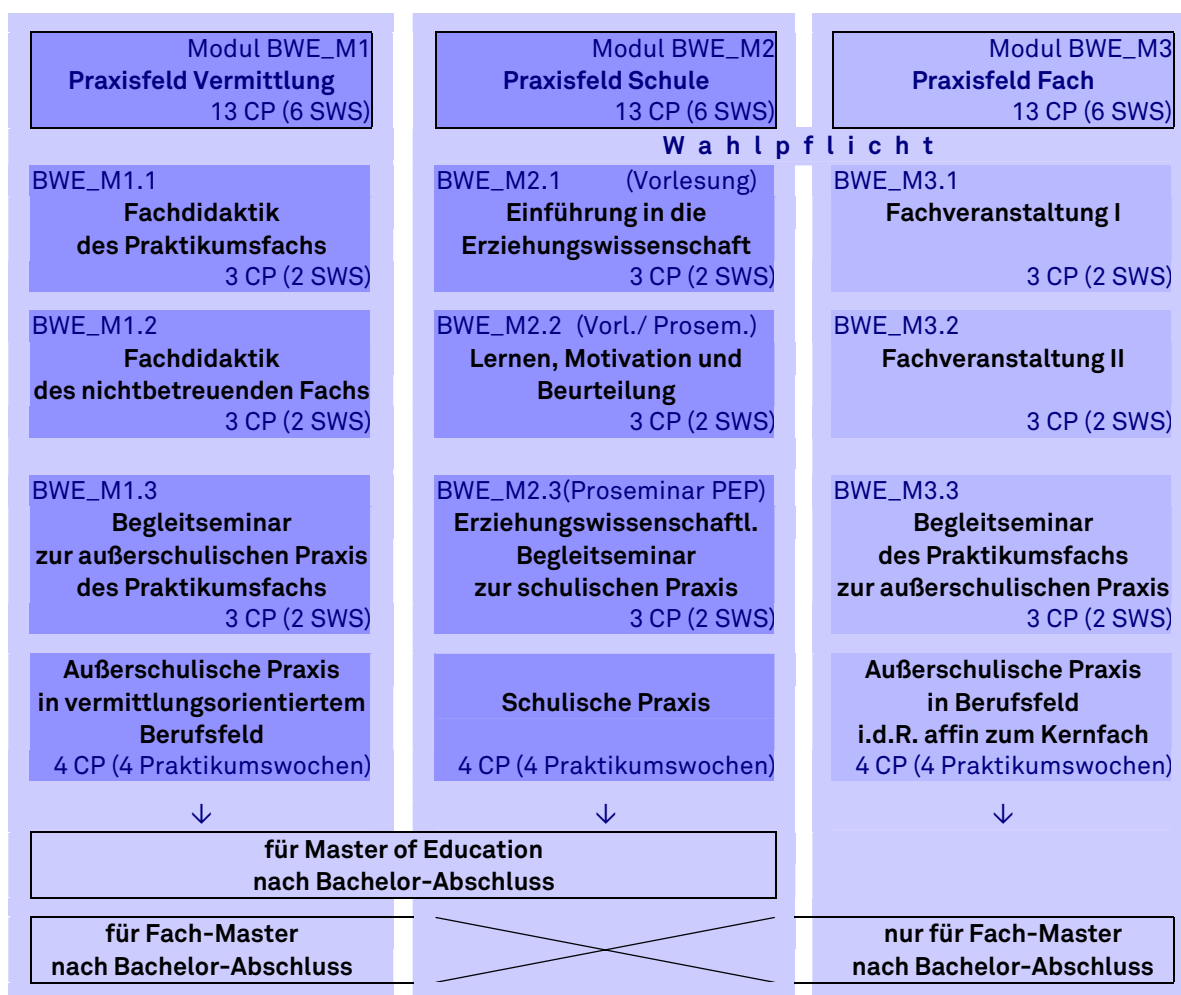 Modul BWE_M1
Praxisfeld Vermittlung
13 CP (6 SWS)
Modul BWE_M2
Praxisfeld Schule
13 CP (6 SWS)
Modul BWE_M3
Praxisfeld Fach
13 CP (6 SWS)
Wahlpflicht
BWE_M1.1
Fachdidaktik
des Praktikumsfachs
3 CP (2 SWS)
BWE_M2.1 (Vorlesung)
Einführung in die
Erziehungswissenschaft
3 CP (2 SWS)
BWE_M3.1
Fachveranstaltung I
3 CP (2 SWS)
BWE_M1.2
Fachdidaktik
des nichtbetreuenden Fachs
3 CP (2 SWS)
BWE_M2.2 (Vorl./ Prosem.)
Lernen, Motivation und
Beurteilung
3 CP (2 SWS)
BWE_M3.2
Fachveranstaltung II
3 CP (2 SWS)
BWE_M1.3
Begleitseminar
zur außerschulischen Praxis
des Praktikumsfachs
3 CP (2 SWS)
BWE_M2.3(Proseminar PEP)
Erziehungswissenschaftl.
Begleitseminar
zur schulischen Praxis
3 CP (2 SWS)
BWE_M3.3
Begleitseminar
des Praktikumsfachs
zur außerschulischen Praxis
3 CP (2 SWS)
Außerschulische Praxis
in vermittlungsorientiertem
Berufsfeld
4 CP (4 Praktikumswochen)
Schulische Praxis
4 CP (4 Praktikumswochen)
Außerschulische Praxis
in Berufsfeld
i.d.R. affin zum Kernfach
4 CP (4 Praktikumswochen)
↓ ↓ ↓
für Master of Education
nach Bachelor-Abschluss
für Fach-Master
nach Bachelor-Abschluss
nur für Fach-Master
nach Bachelor-Abschluss